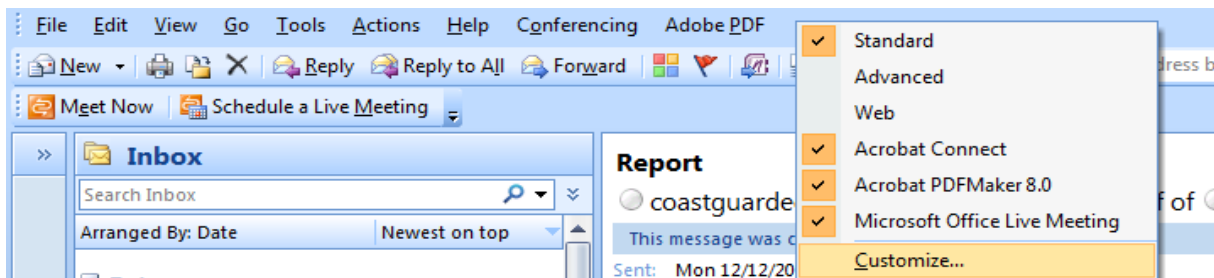 File Edit View Go Tools Actions Help Conferencing Adobe PDF
New Reply Reply to All Forward
Meet Now Schedule a Live Meeting
Standard
Advanced
Web
Acrobat Connect
Acrobat PDFMaker 8.0
Microsoft Office Live Meeting
Customize...
» Inbox
Search Inbox
Arranged By: Date Newest on top
Report
of
This message was
Sent: Mon 12/12/20